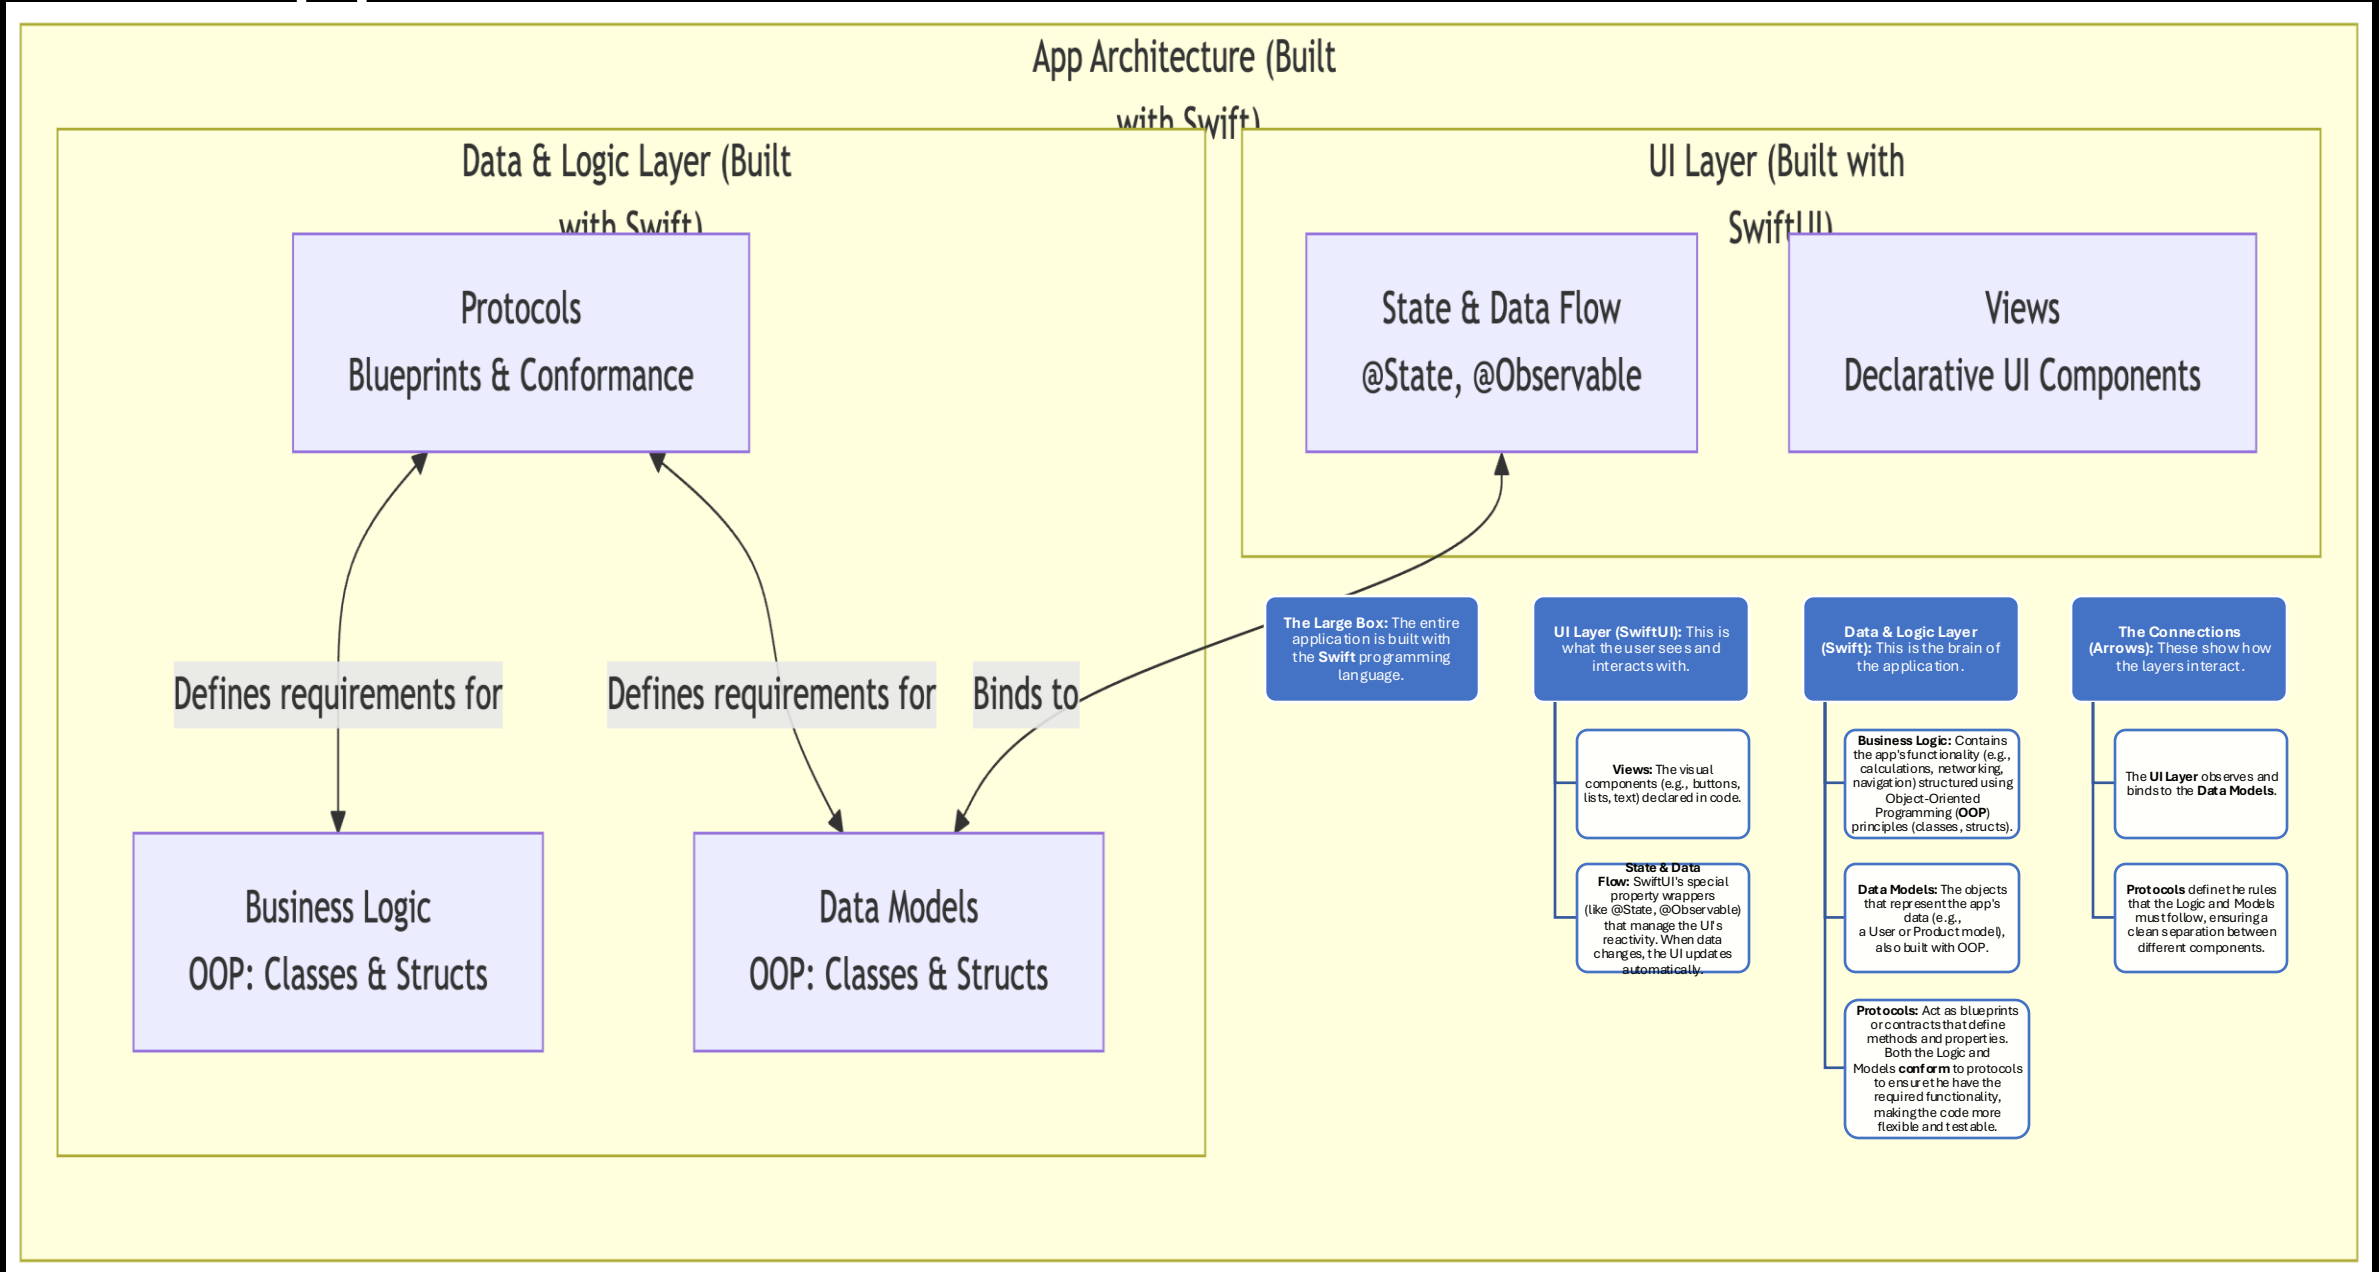 App Architecture (Built
with Swift)
Data & Logic Layer (Built
with Swift)
Protocols
Blueprints & Conformance
Defines requirements for
Defines requirements for
Binds to
Business Logic
OOP: Classes & Structs
Data Models
OOP: Classes & Structs
UI Layer (Built with
SwiftUI)
State & Data Flow
@State, @Observable
Views
Declarative UI Components
The Large Box: The entire
application is built with
the Swift programming
language.
UI Layer (SwiftUI): This is
what the user sees and
interacts with.
Views: The visual
components (e.g., buttons,
lists, text) declared in code.
State & Data
Flow: SwiftUI's special
property wrappers
(like @State, @Observable)
that manage the UI's
reactivity. When data
changes, the UI updates
automatically.
Data & Logic Layer
(Swift): This is the brain of
the application.
Business Logic: Contains
the app's functionality (e.g.,
calculations, networking,
navigation) structured using
Object-Oriented
Programming (OOP)
principles (classes, structs).
Data Models: The objects
that represent the app's
data (e.g.,
a User or Product model),
also built with OOP.
Protocols: Act as blueprints
or contracts that define
methods and properties.
Both the Logic and
Models conform to protocols
to ensure the have the
required functionality,
making the code more
flexible and testable.
The Connections
(Arrows): These show how
the layers interact.
The UI Layer observes and
binds to the Data Models.
Protocols define the rules
that the Logic and Models
must follow, ensuring a
clean separation between
different components.